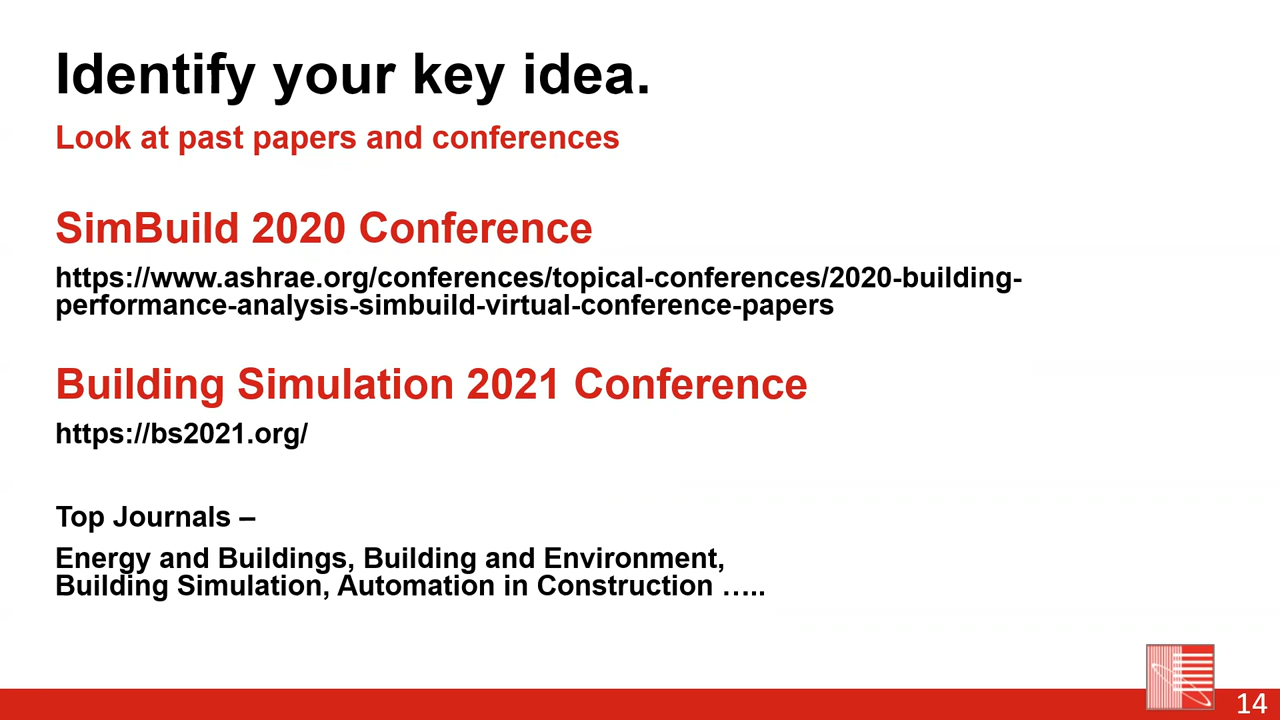 Identify your key idea.
Look at past papers and conferences
SimBuild 2020 Conference
https://www.ashrae.org/conferences/topical-conferences/2020-building-
performance-analysis-simbuild-virtual-conference-papers
Building Simulation 2021 Conference
https://bs2021.org/
Top Journals –
Energy and Buildings, Building and Environment,
Building Simulation, Automation in Construction …..
14